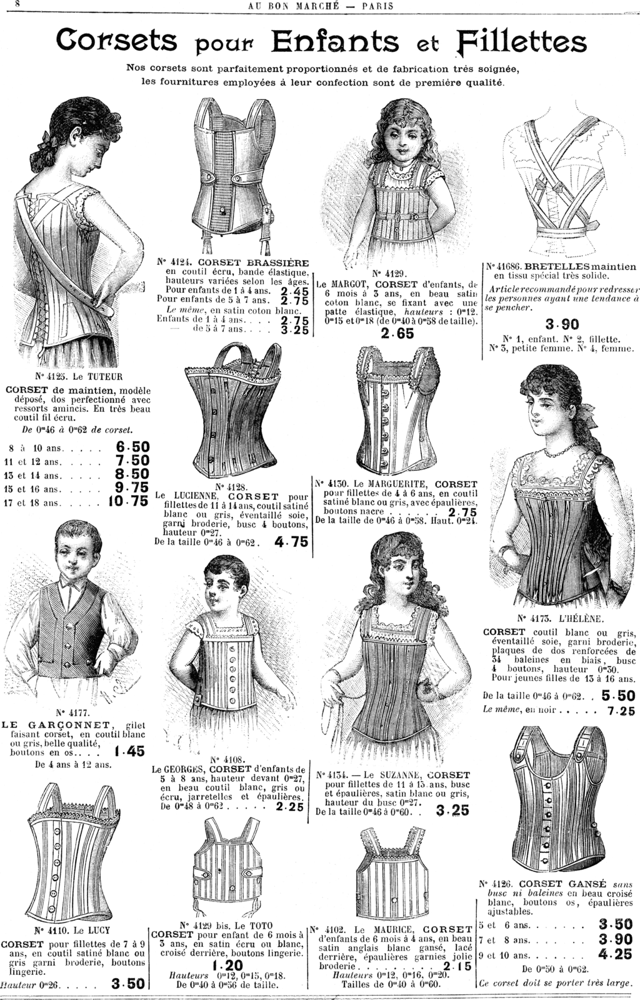 8
AU BON MARCHÉ — PARIS
Corsets pour Enfants et Fillettes
Nos corsets sont parfaitement proportionnés et de fabrication très soignée,
les fournitures employées à leur confection sont de première qualité.
N° 4125. Le TUTEUR
CORSET de maintien, modèle
déposé, dos perfectionné avec
ressorts amincis. En très beau
coutil fil écru.
De 0m46 à 0m62 de corset.
8 à 10 ans. . . . . 6.50
11 et 12 ans. . . . . 7.50
13 et 14 ans. . . . . 8.50
15 et 16 ans. . . . . 9.75
17 et 18 ans. . . . . 10.75
N° 4177.
LE GARÇONNET, gilet
faisant corset, en coutil blanc
ou gris, belle qualité,
boutons en os. . . . 1.45
De 4 ans à 12 ans.
N° 4110. Le LUCY
CORSET pour fillettes de 7 à 9
ans, en coutil satiné blanc ou
gris garni broderie, boutons
lingerie.
Hauteur 0m26. . . . . 3.50
N° 4124. CORSET BRASSIÈRE
en coutil écru, bande élastique,
hauteurs variées selon les âges.
Pour enfants de 1 à 4 ans. 2.45
Pour enfants de 5 à 7 ans. 2.75
Le même, en satin coton blanc.
Enfants de 1 à 4 ans. . . . 2.75
— de 5 à 7 ans. . . . 3.25
N° 4128.
Le LUCIENNE, CORSET pour
fillettes de 11 à 14 ans, coutil satiné
blanc ou gris, éventaillé soie,
garni broderie, busc 4 boutons,
hauteur 0m27.
De la taille 0m46 à 0m62. 4.75
N° 4108.
Le GEORGES, CORSET d'enfants de
5 à 8 ans, hauteur devant 0m27,
en beau coutil blanc, gris ou
écru, jarretelles et épaulières.
De 0m48 à 0m62 . . . . . 2.25
N° 4129 bis. Le TOTO
CORSET pour enfant de 6 mois à
3 ans, en satin écru ou blanc,
croisé derrière, boutons lingerie.
1.20
Hauteurs 0m12, 0m15, 0m18.
De 0m40 à 0m56 de taille.
N° 4129.
Le MARGOT, CORSET d'enfants, de
6 mois à 3 ans, en beau satin
coton blanc, se fixant avec une
patte élastique, hauteurs : 0m12.
0m15 et 0m18 (de 0m40 à 0m58 de taille).
2.65
N° 4130. Le MARGUERITE, CORSET
pour fillettes de 4 à 6 ans, en coutil
satiné blanc ou gris, avec épaulières,
boutons nacre . . . . . . 2.75
De la taille de 0m46 à 0m58. Haut. 0m24.
N° 4134. — Le SUZANNE, CORSET
pour fillettes de 11 à 13 ans, busc
et épaulières, satin blanc ou gris,
hauteur du busc 0m27.
De la taille 0m46 à 0m60. . 3.25
N° 4102. Le MAURICE, CORSET
d'enfants de 6 mois à 4 ans, en beau
satin anglais blanc gansé, lacé
derrière, épaulières garnies jolie
broderie. . . . . . . . . 2.15
Hauteurs 0m12, 0m16, 0m20.
Tailles de 0m40 à 0m60.
N° 41686. BRETELLES maintien
en tissu spécial très solide.
Article recommandé pour redresser
les personnes ayant une tendance à
se pencher.
3.90
N° 1, enfant. N° 2, fillette.
N° 3, petite femme. N° 4, femme.
N° 4173. L'HÉLÈNE.
CORSET coutil blanc ou gris,
éventaillé soie, garni broderie,
plaques de dos renforcées de
34 baleines en biais, busc
4 boutons, hauteur 0m30.
Pour jeunes filles de 13 à 16 ans.
De la taille 0m46 à 0m62. . 5.50
Le même, en noir . . . . . 7.25
N° 4126. CORSET GANSÉ sans
busc ni baleines en beau croisé
blanc, boutons os, épaulières
ajustables.
5 et 6 ans. . . . . . . 3.50
7 et 8 ans. . . . . . . 3.90
9 et 10 ans. . . . . . . 4.25
De 0m50 à 0m62.
Ce corset doit se porter très large.